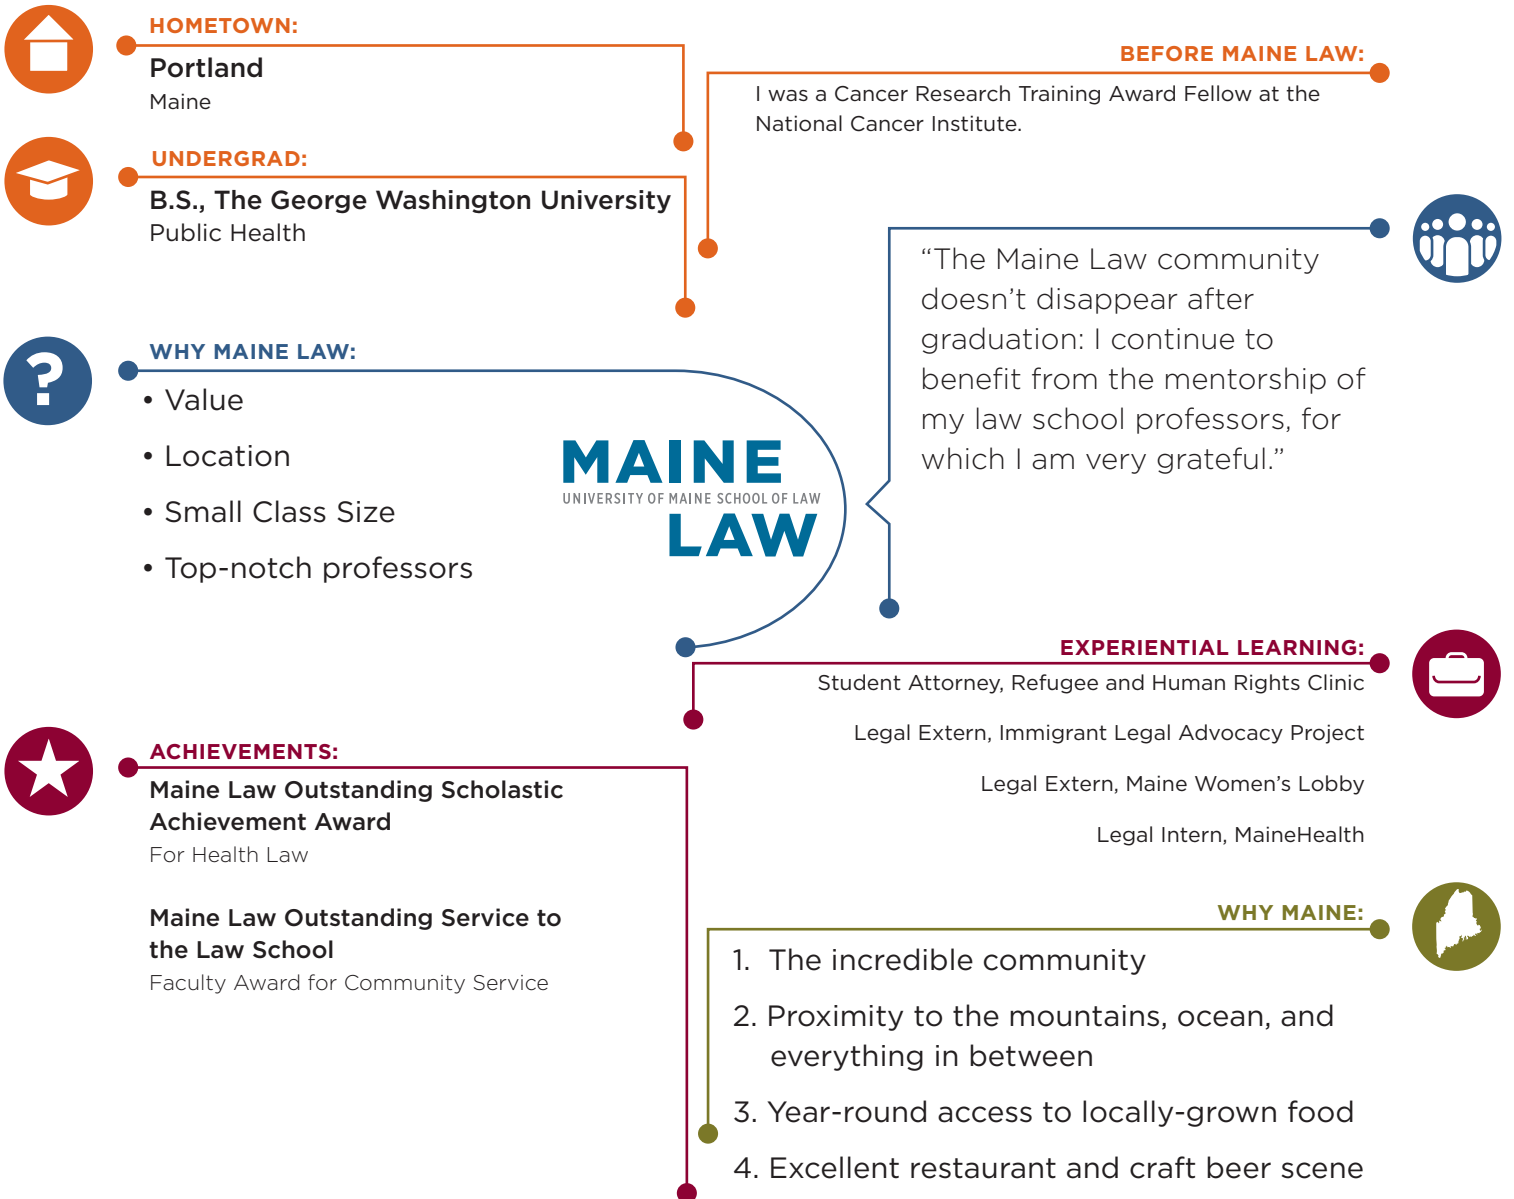 HOMETOWN:
Portland
Maine
BEFORE MAINE LAW:
I was a Cancer Research Training Award Fellow at the
National Cancer Institute.
UNDERGRAD:
B.S., The George Washington University
Public Health
“The Maine Law community
doesn’t disappear after
graduation: I continue to
benefit from the mentorship of
my law school professors, for
which I am very grateful.”
?
WHY MAINE LAW:
• Value
• Location
• Small Class Size
• Top-notch professors
MAINE
UNIVERSITY OF MAINE SCHOOL OF LAW
LAW
EXPERIENTIAL LEARNING:
Student Attorney, Refugee and Human Rights Clinic
Legal Extern, Immigrant Legal Advocacy Project
Legal Extern, Maine Women’s Lobby
Legal Intern, MaineHealth
ACHIEVEMENTS:
Maine Law Outstanding Scholastic
Achievement Award
For Health Law
Maine Law Outstanding Service to
the Law School
Faculty Award for Community Service
WHY MAINE:
1. The incredible community
2. Proximity to the mountains, ocean, and
everything in between
3. Year-round access to locally-grown food
4. Excellent restaurant and craft beer scene